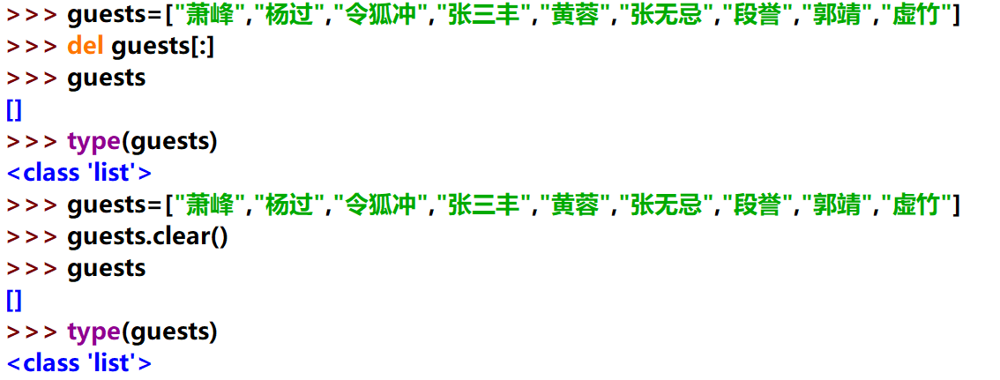 >>> guests=["萧峰","杨过","令狐冲","张三丰","黄蓉","张无忌","段誉","郭靖","虚竹"]
>>> del guests[:]
>>> guests
[]
>>> type(guests)
<class 'list'>
>>> guests=["萧峰","杨过","令狐冲","张三丰","黄蓉","张无忌","段誉","郭靖","虚竹"]
>>> guests.clear()
>>> guests
[]
>>> type(guests)
<class 'list'>